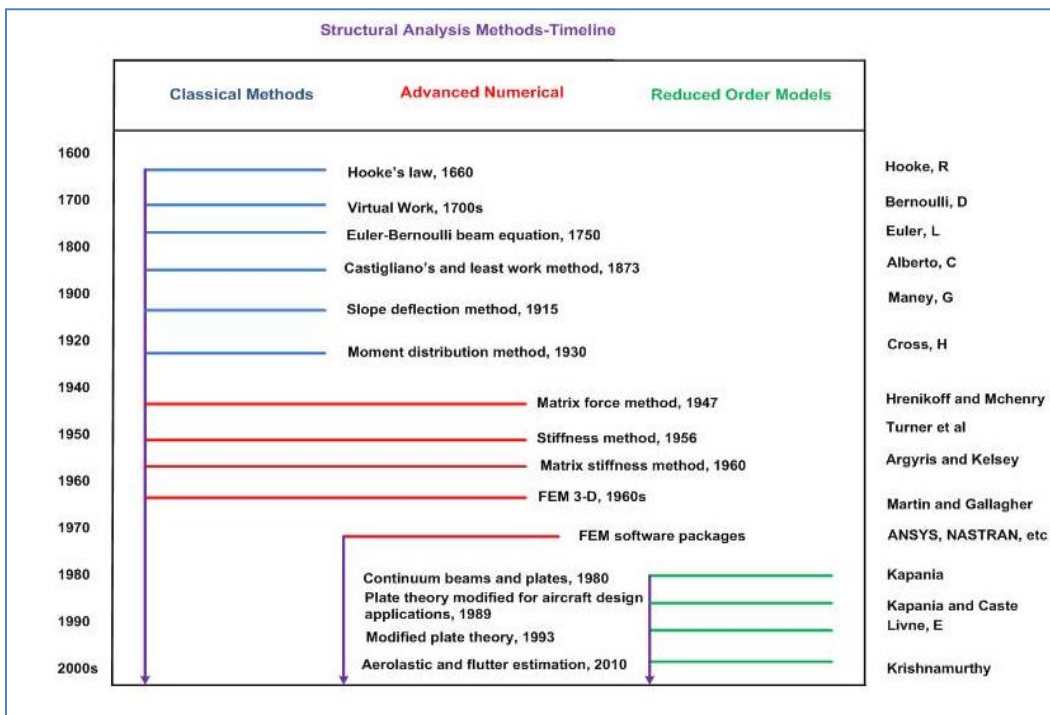 Structural Analysis Methods-Timeline
Classical Methods
Advanced Numerical
Reduced Order Models
1600
Hooke's law, 1660
Hooke, R
1700
Virtual Work, 1700s
Bernoulli, D
Euler-Bernoulli beam equation, 1750
Euler, L
1800
Castigliano's and least work method, 1873
Alberto, C
1900
Slope deflection method, 1915
Maney, G
1920
Moment distribution method, 1930
Cross, H
1940
Matrix force method, 1947
Hrenikoff and Mchenry
1950
Stiffness method, 1956
Turner et al
Matrix stiffness method, 1960
Argyris and Kelsey
1960
FEM 3-D, 1960s
Martin and Gallagher
1970
FEM software packages
ANSYS, NASTRAN, etc
1980
Continuum beams and plates, 1980
Kapania
Plate theory modified for aircraft design
applications, 1989
Kapania and Caste
1990
Livne, E
Modified plate theory, 1993
2000s
Aerolastic and flutter estimation, 2010
Krishnamurthy